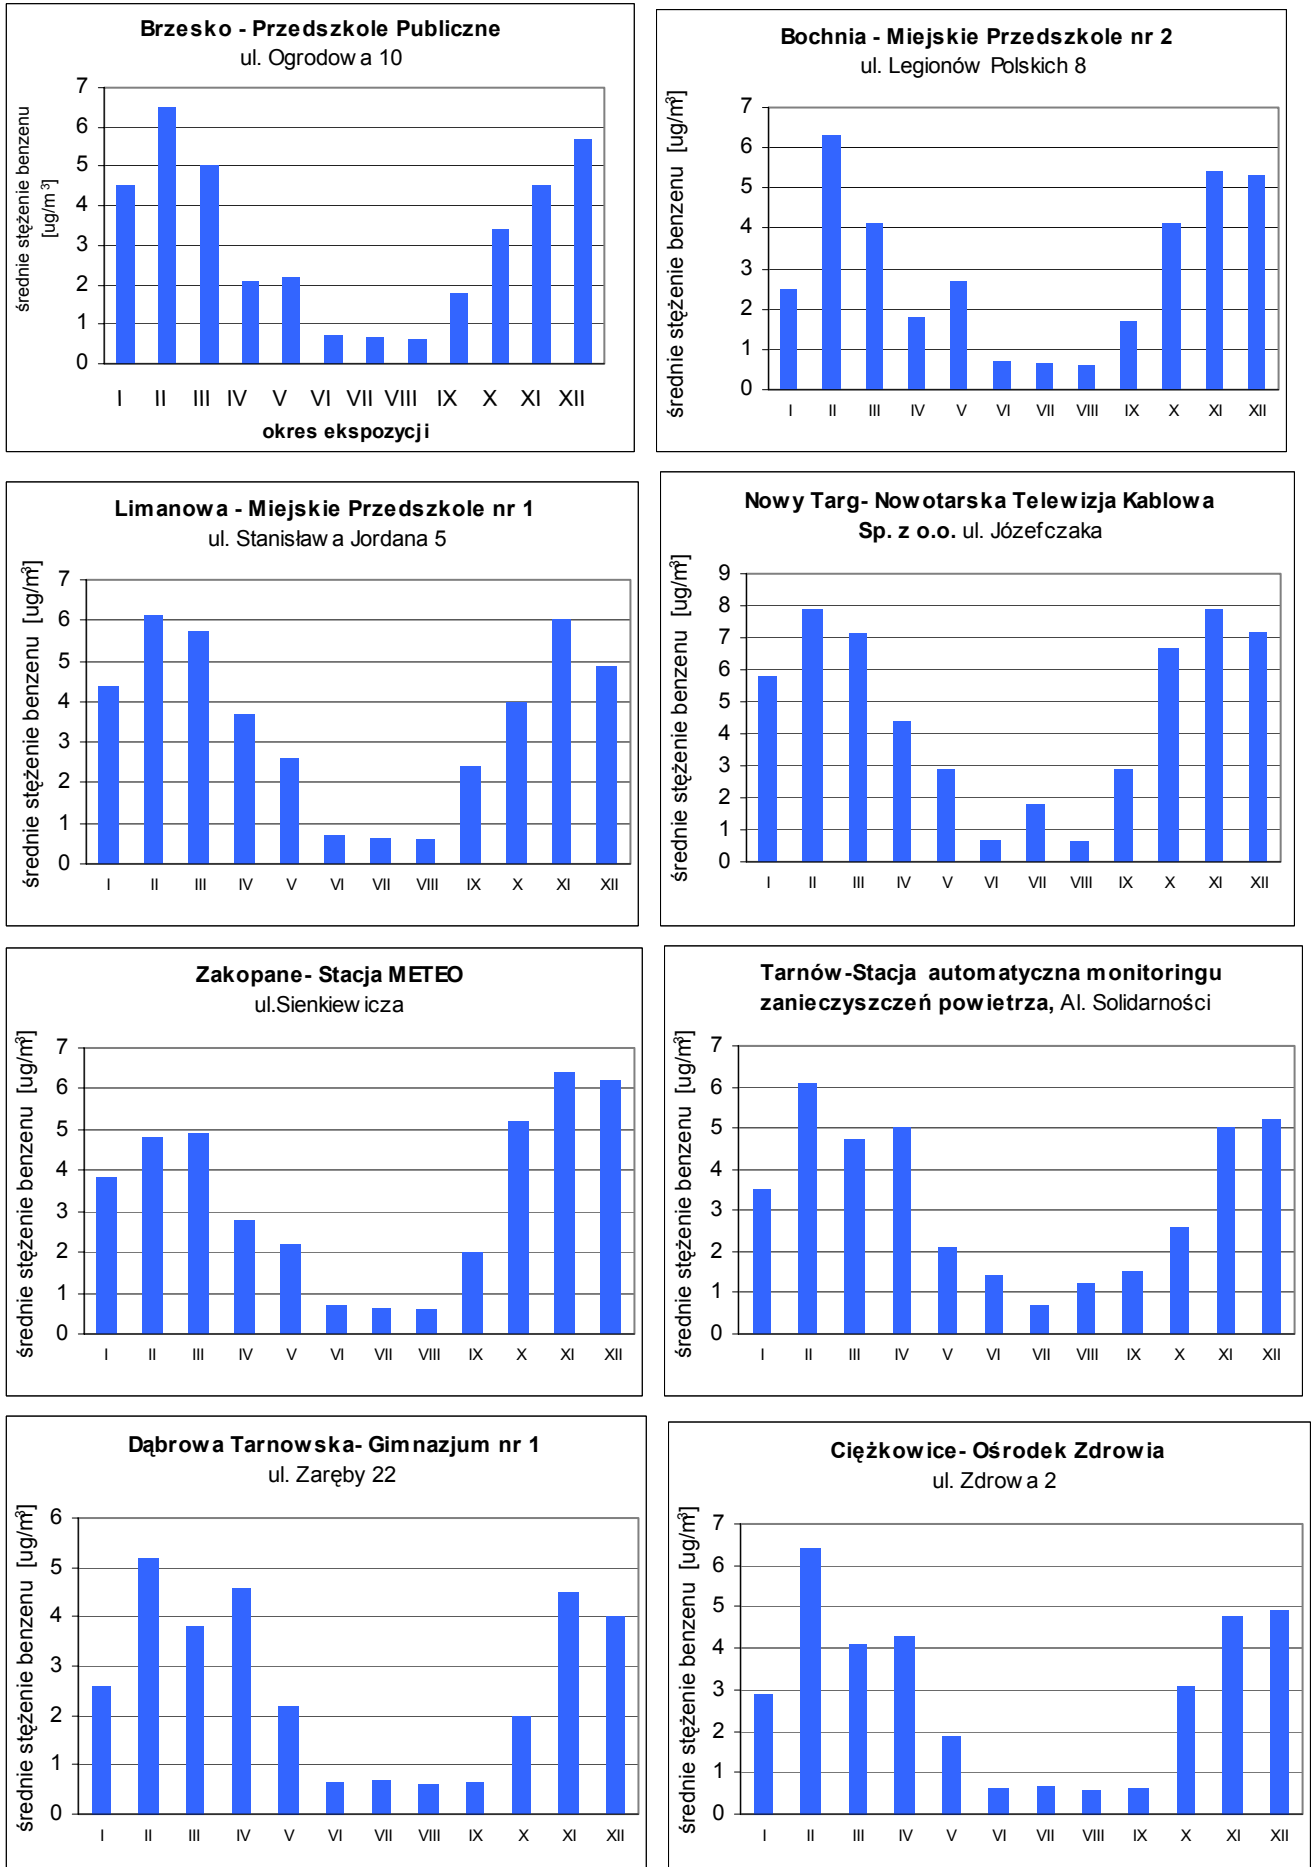 Brzesko - Przedszkole Publiczne
ul. Ogrodowa 10
średnie stężenie benzenu
[ug/m³]
7
6
5
4
3
2
1
0
I II III IV V VI VII VIII IX X XI XII
okres ekspozycji
Bochnia - Miejskie Przedszkole nr 2
ul. Legionów Polskich 8
średnie stężenie benzenu [ug/m³]
7
6
5
4
3
2
1
0
I II III IV V VI VII VIII IX X XI XII
Limanowa - Miejskie Przedszkole nr 1
ul. Stanisława Jordana 5
średnie stężenie benzenu [ug/m³]
7
6
5
4
3
2
1
0
I II III IV V VI VII VIII IX X XI XII
Nowy Targ- Nowotarska Telewizja Kablowa
Sp. z o.o. ul. Józefczaka
średnie stężenie benzenu [ug/m³]
9
8
7
6
5
4
3
2
1
0
I II III IV V VI VII VIII IX X XI XII
Zakopane- Stacja METEO
ul.Sienkiewicza
średnie stężenie benzenu [ug/m³]
7
6
5
4
3
2
1
0
I II III IV V VI VII VIII IX X XI XII
Tarnów-Stacja automatyczna monitoringu
zanieczyszczeń powietrza, Al. Solidarności
średnie stężenie benzenu [ug/m³]
7
6
5
4
3
2
1
0
I II III IV V VI VII VIII IX X XI XII
Dąbrowa Tarnowska- Gimnazjum nr 1
ul. Zaręby 22
średnie stężenie benzenu [ug/m³]
6
5
4
3
2
1
0
I II III IV V VI VII VIII IX X XI XII
Ciężkowice- Ośrodek Zdrowia
ul. Zdrowa 2
średnie stężenie benzenu [ug/m³]
7
6
5
4
3
2
1
0
I II III IV V VI VII VIII IX X XI XII